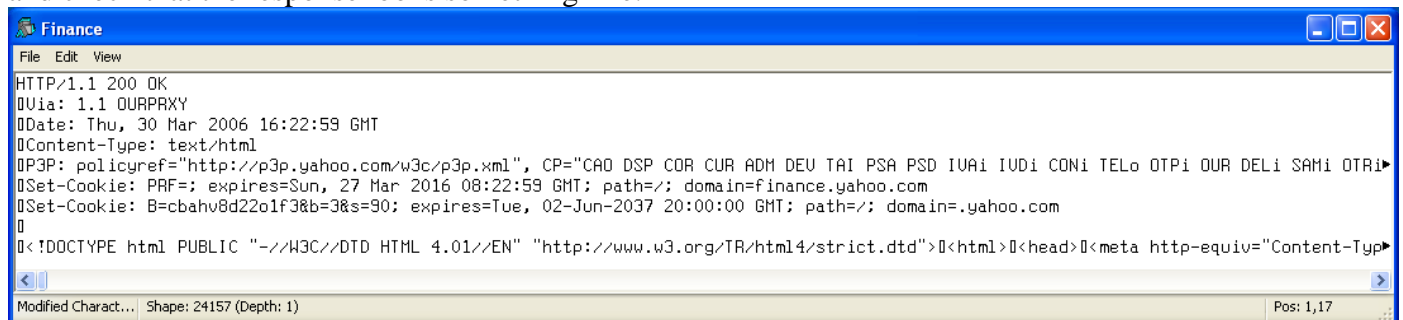 Finance
File Edit View
HTTP/1.1 200 OK
▯Via: 1.1 OURPRXY
▯Date: Thu, 30 Mar 2006 16:22:59 GMT
▯Content-Type: text/html
▯P3P: policyref="http://p3p.yahoo.com/w3c/p3p.xml", CP="CAO DSP COR CUR ADM DEV TAI PSA PSD IVAi IVDi CONi TELo OTPi OUR DELi SAMi OTRi
▯Set-Cookie: PRF=; expires=Sun, 27 Mar 2016 08:22:59 GMT; path=/; domain=finance.yahoo.com
▯Set-Cookie: B=cbahv8d22o1f3&b=3&s=90; expires=Tue, 02-Jun-2037 20:00:00 GMT; path=/; domain=.yahoo.com
▯
▯<!DOCTYPE html PUBLIC "-//W3C//DTD HTML 4.01//EN" "http://www.w3.org/TR/html4/strict.dtd">▯<html>▯<head>▯<meta http-equiv="Content-Typ
Modified Charact... Shape: 24157 (Depth: 1) Pos: 1,17